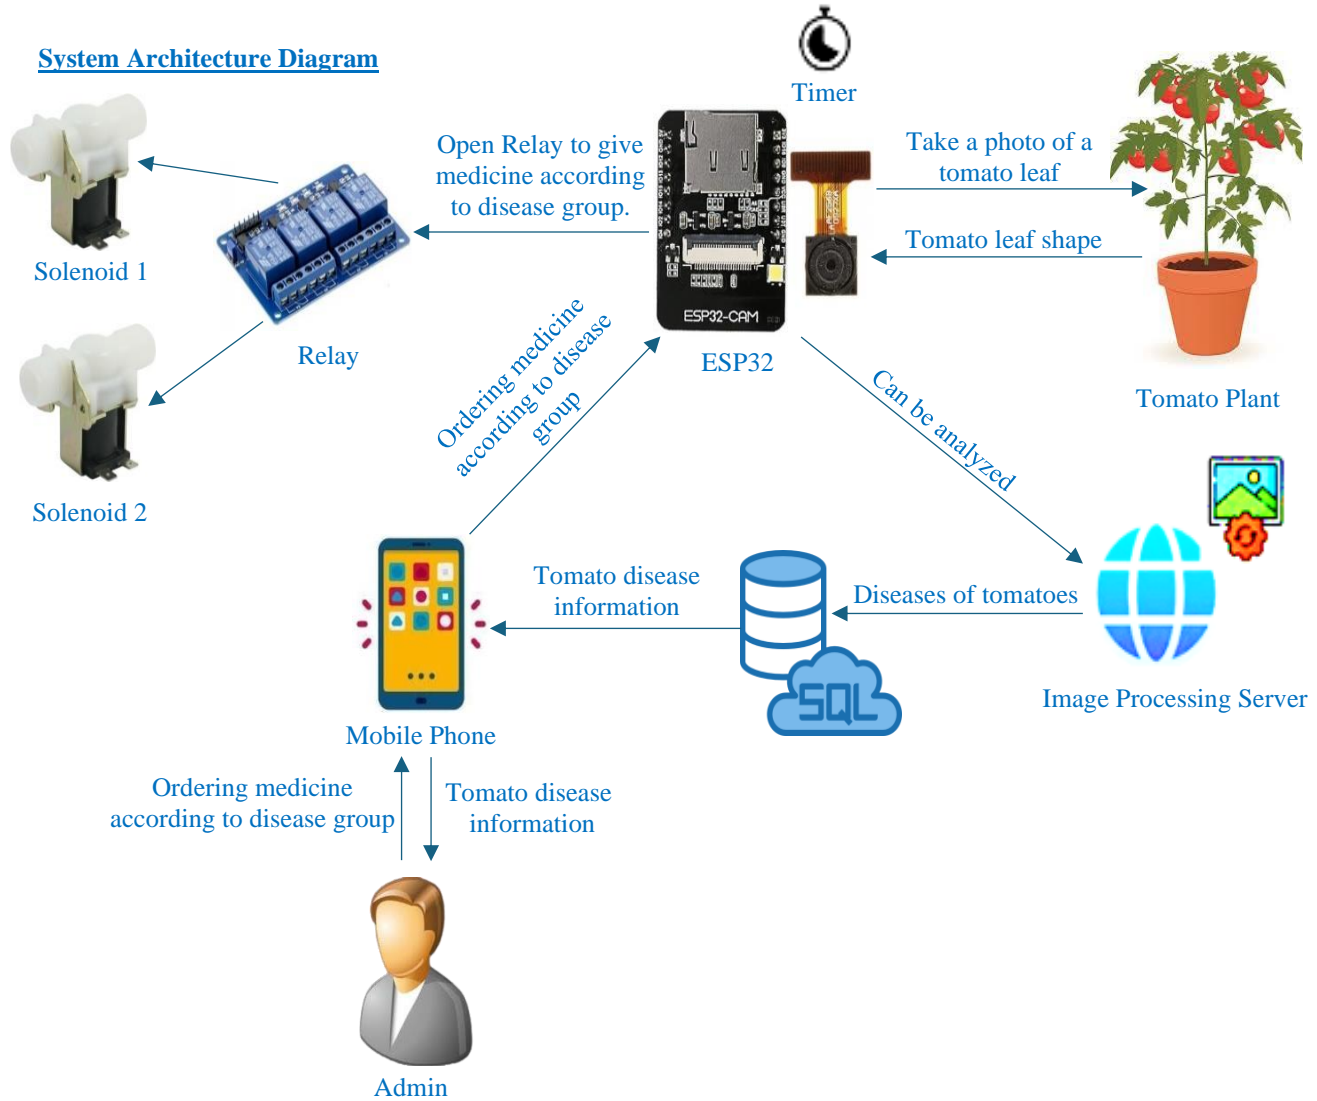 System Architecture Diagram
Timer
Open Relay to give
medicine according
to disease group.
Take a photo of a
tomato leaf
Tomato leaf shape
Solenoid 1
Relay
ESP32-CAM
ESP32
Tomato Plant
Ordering medicine
according to disease
group
Can be analyzed
Solenoid 2
Tomato disease
information
Diseases of tomatoes
SQL
Image Processing Server
Mobile Phone
Ordering medicine
according to disease group
Tomato disease
information
Admin